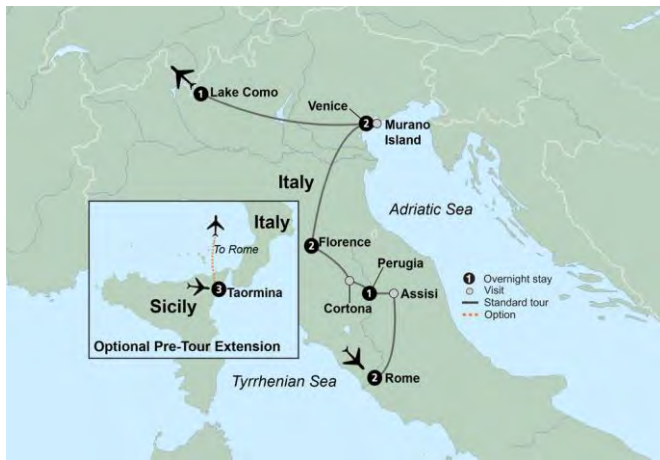 1 Lake Como
Venice
2 Murano
Island
Italy
Adriatic Sea
2 Florence
Perugia
1 Assisi
Cortona
2 Rome
Tyrrhenian Sea
Italy
To Rome
3 Taormina
Sicily
Optional Pre-Tour Extension
1 Overnight stay
Visit
Standard tour
Option